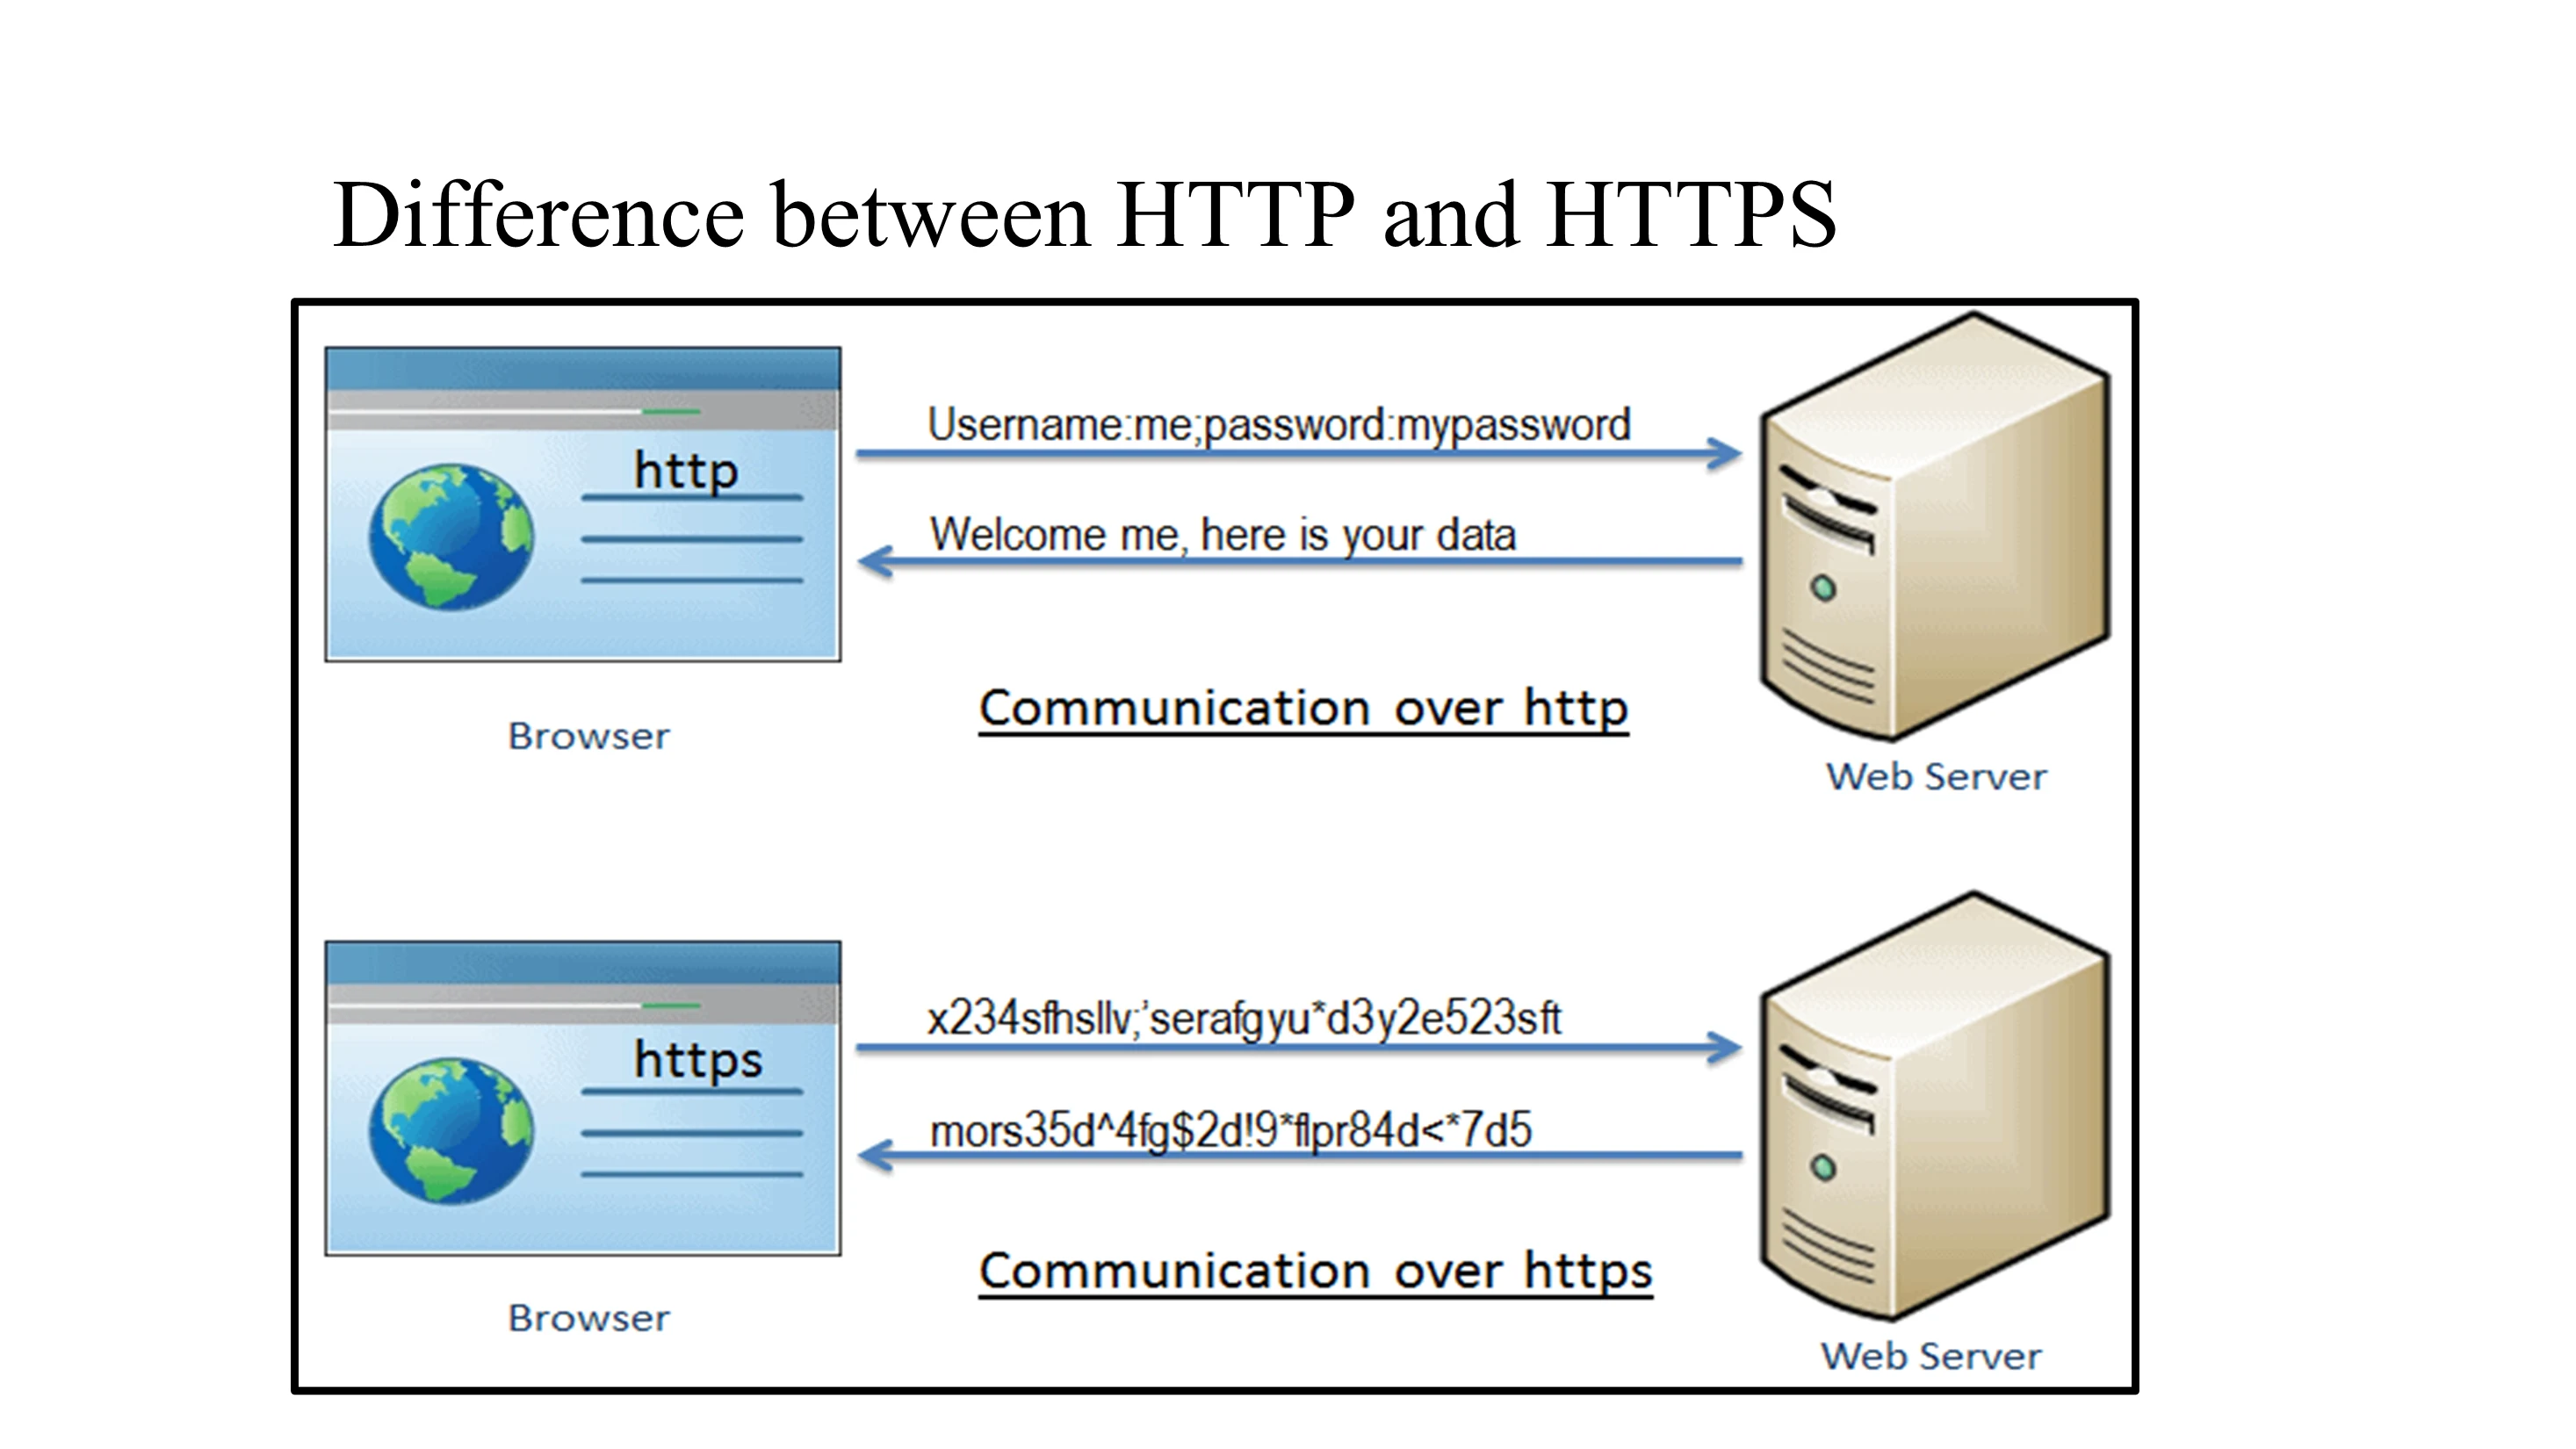 Difference between HTTP and HTTPS
http
Username:me;password:mypassword
Welcome me, here is your data
Communication over http
Browser
Web Server
https
x234sfhsllv;’serafgyu*d3y2e523sft
mors35d^4fg$2d!9*flpr84d<*7d5
Communication over https
Browser
Web Server